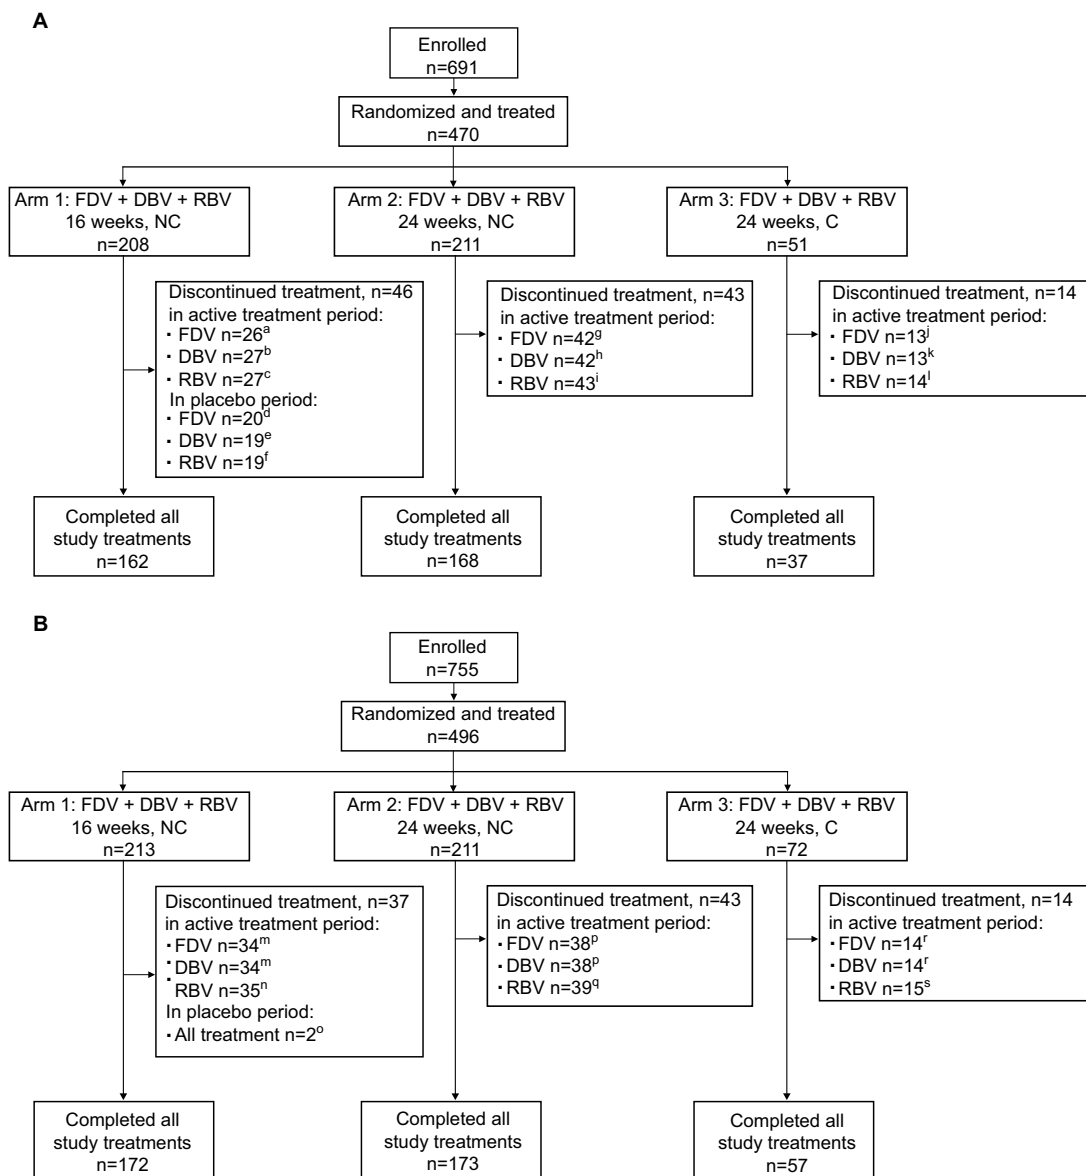 A
Enrolled
n=691
Randomized and treated
n=470
Arm 1: FDV + DBV + RBV
16 weeks, NC
n=208
Arm 2: FDV + DBV + RBV
24 weeks, NC
n=211
Arm 3: FDV + DBV + RBV
24 weeks, C
n=51
Discontinued treatment, n=46
in active treatment period:
· FDV n=26ᵃ
· DBV n=27ᵇ
· RBV n=27ᶜ
In placebo period:
· FDV n=20ᵈ
· DBV n=19ᵉ
· RBV n=19ᶠ
Discontinued treatment, n=43
in active treatment period:
· FDV n=42ᵍ
· DBV n=42ʰ
· RBV n=43ⁱ
Discontinued treatment, n=14
in active treatment period:
· FDV n=13ʲ
· DBV n=13ᵏ
· RBV n=14ˡ
Completed all
study treatments
n=162
Completed all
study treatments
n=168
Completed all
study treatments
n=37
B
Enrolled
n=755
Randomized and treated
n=496
Arm 1: FDV + DBV + RBV
16 weeks, NC
n=213
Arm 2: FDV + DBV + RBV
24 weeks, NC
n=211
Arm 3: FDV + DBV + RBV
24 weeks, C
n=72
Discontinued treatment, n=37
in active treatment period:
· FDV n=34ᵐ
· DBV n=34ᵐ
· RBV n=35ⁿ
In placebo period:
· All treatment n=2ᵒ
Discontinued treatment, n=43
in active treatment period:
· FDV n=38ᵖ
· DBV n=38ᵖ
· RBV n=39^q
Discontinued treatment, n=14
in active treatment period:
· FDV n=14ʳ
· DBV n=14ʳ
· RBV n=15ˢ
Completed all
study treatments
n=172
Completed all
study treatments
n=173
Completed all
study treatments
n=57